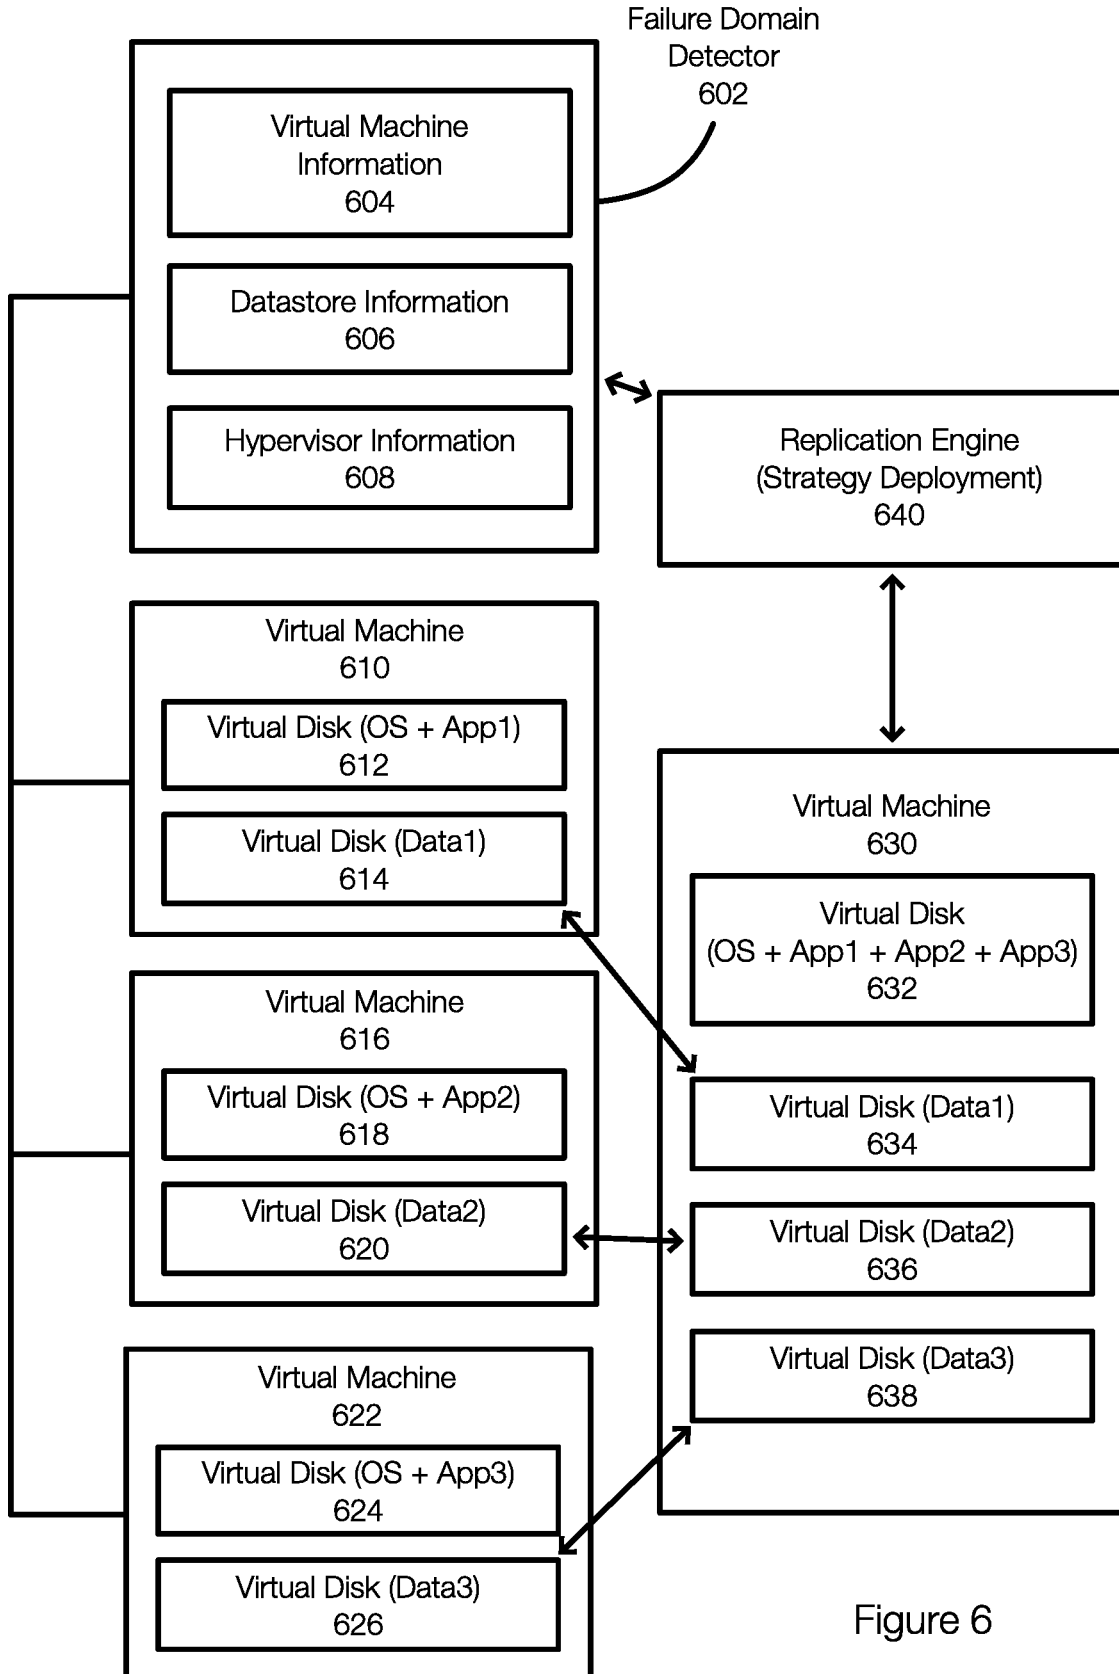 Failure Domain
Detector
602
Virtual Machine
Information
604
Datastore Information
606
Hypervisor Information
608
Replication Engine
(Strategy Deployment)
640
Virtual Machine
610
Virtual Disk (OS + App1)
612
Virtual Disk (Data1)
614
Virtual Machine
616
Virtual Disk (OS + App2)
618
Virtual Disk (Data2)
620
Virtual Machine
622
Virtual Disk (OS + App3)
624
Virtual Disk (Data3)
626
Virtual Machine
630
Virtual Disk
(OS + App1 + App2 + App3)
632
Virtual Disk (Data1)
634
Virtual Disk (Data2)
636
Virtual Disk (Data3)
638
Figure 6